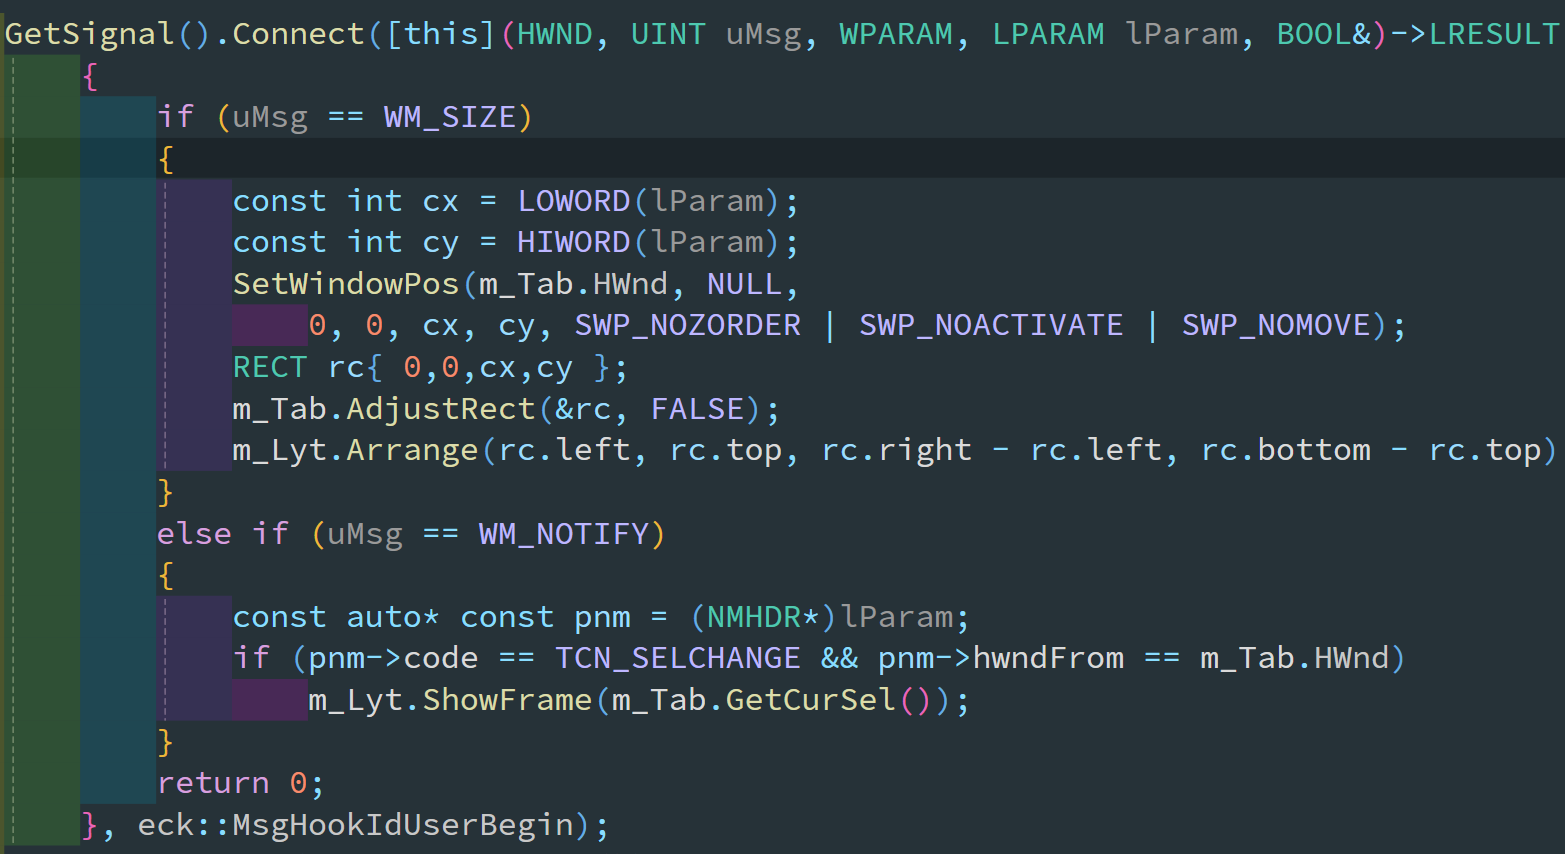 GetSignal().Connect([this](HWND, UINT uMsg, WPARAM, LPARAM lParam, BOOL&)->LRESULT
    {
        if (uMsg == WM_SIZE)
        {
            const int cx = LOWORD(lParam);
            const int cy = HIWORD(lParam);
            SetWindowPos(m_Tab.HWnd, NULL,
                0, 0, cx, cy, SWP_NOZORDER | SWP_NOACTIVATE | SWP_NOMOVE);
            RECT rc{ 0,0,cx,cy };
            m_Tab.AdjustRect(&rc, FALSE);
            m_Lyt.Arrange(rc.left, rc.top, rc.right - rc.left, rc.bottom - rc.top)
        }
        else if (uMsg == WM_NOTIFY)
        {
            const auto* const pnm = (NMHDR*)lParam;
            if (pnm->code == TCN_SELCHANGE && pnm->hwndFrom == m_Tab.HWnd)
                m_Lyt.ShowFrame(m_Tab.GetCurSel());
        }
        return 0;
    }, eck::MsgHookIdUserBegin);